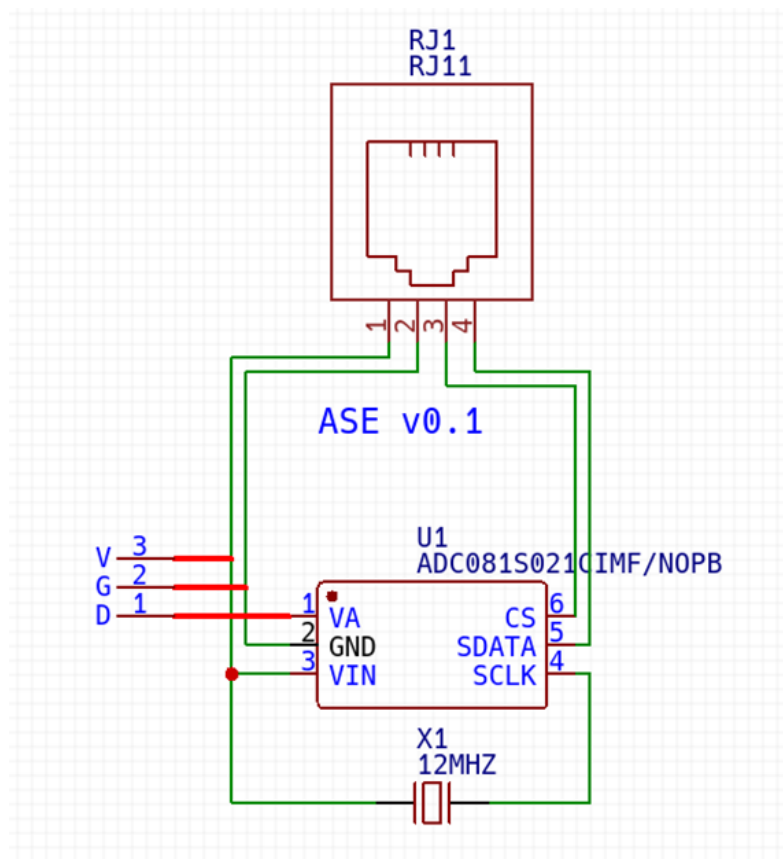 RJ1
RJ11
1 2 3 4
ASE v0.1
U1
ADC081S021CIMF/NOPB
V 3
G 2
D 1
1 VA
2 GND
3 VIN
CS 6
SDATA 5
SCLK 4
X1
12MHZ